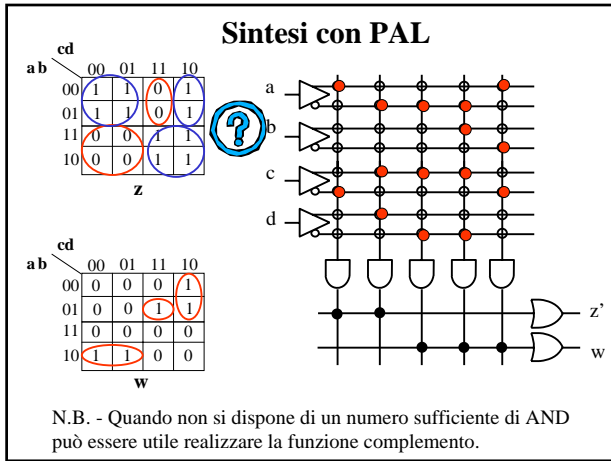 Sintesi con PAL
cd
a b
00 01 11 10
00 1 1 0 1
01 1 1 0 1
11 0 0 1 1
10 0 0 1 1
z
?
a
b
c
d
z'
w
cd
a b
00 01 11 10
00 0 0 0 1
01 0 0 1 1
11 0 0 0 0
10 1 1 0 0
w
N.B. - Quando non si dispone di un numero sufficiente di AND
può essere utile realizzare la funzione complemento.